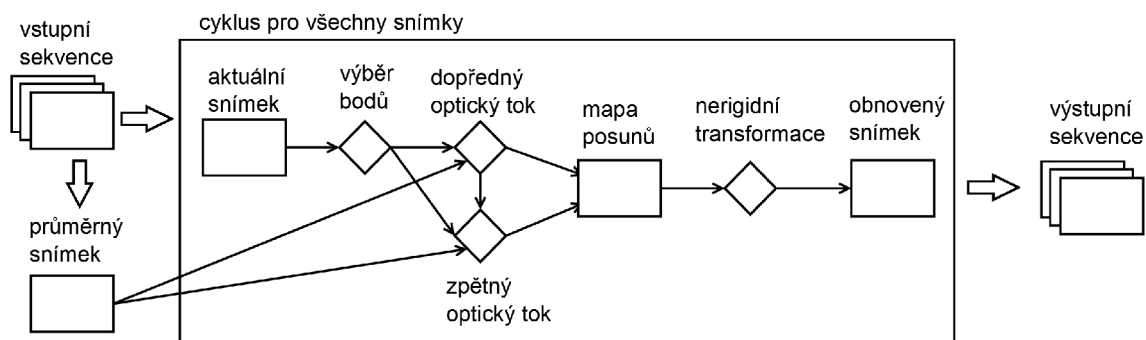 vstupní
sekvence
průměrný
snímek
cyklus pro všechny snímky
aktuální
snímek
výběr
bodů
dopředný
optický tok
zpětný
optický tok
mapa
posunů
nerigidní
transformace
obnovený
snímek
výstupní
sekvence